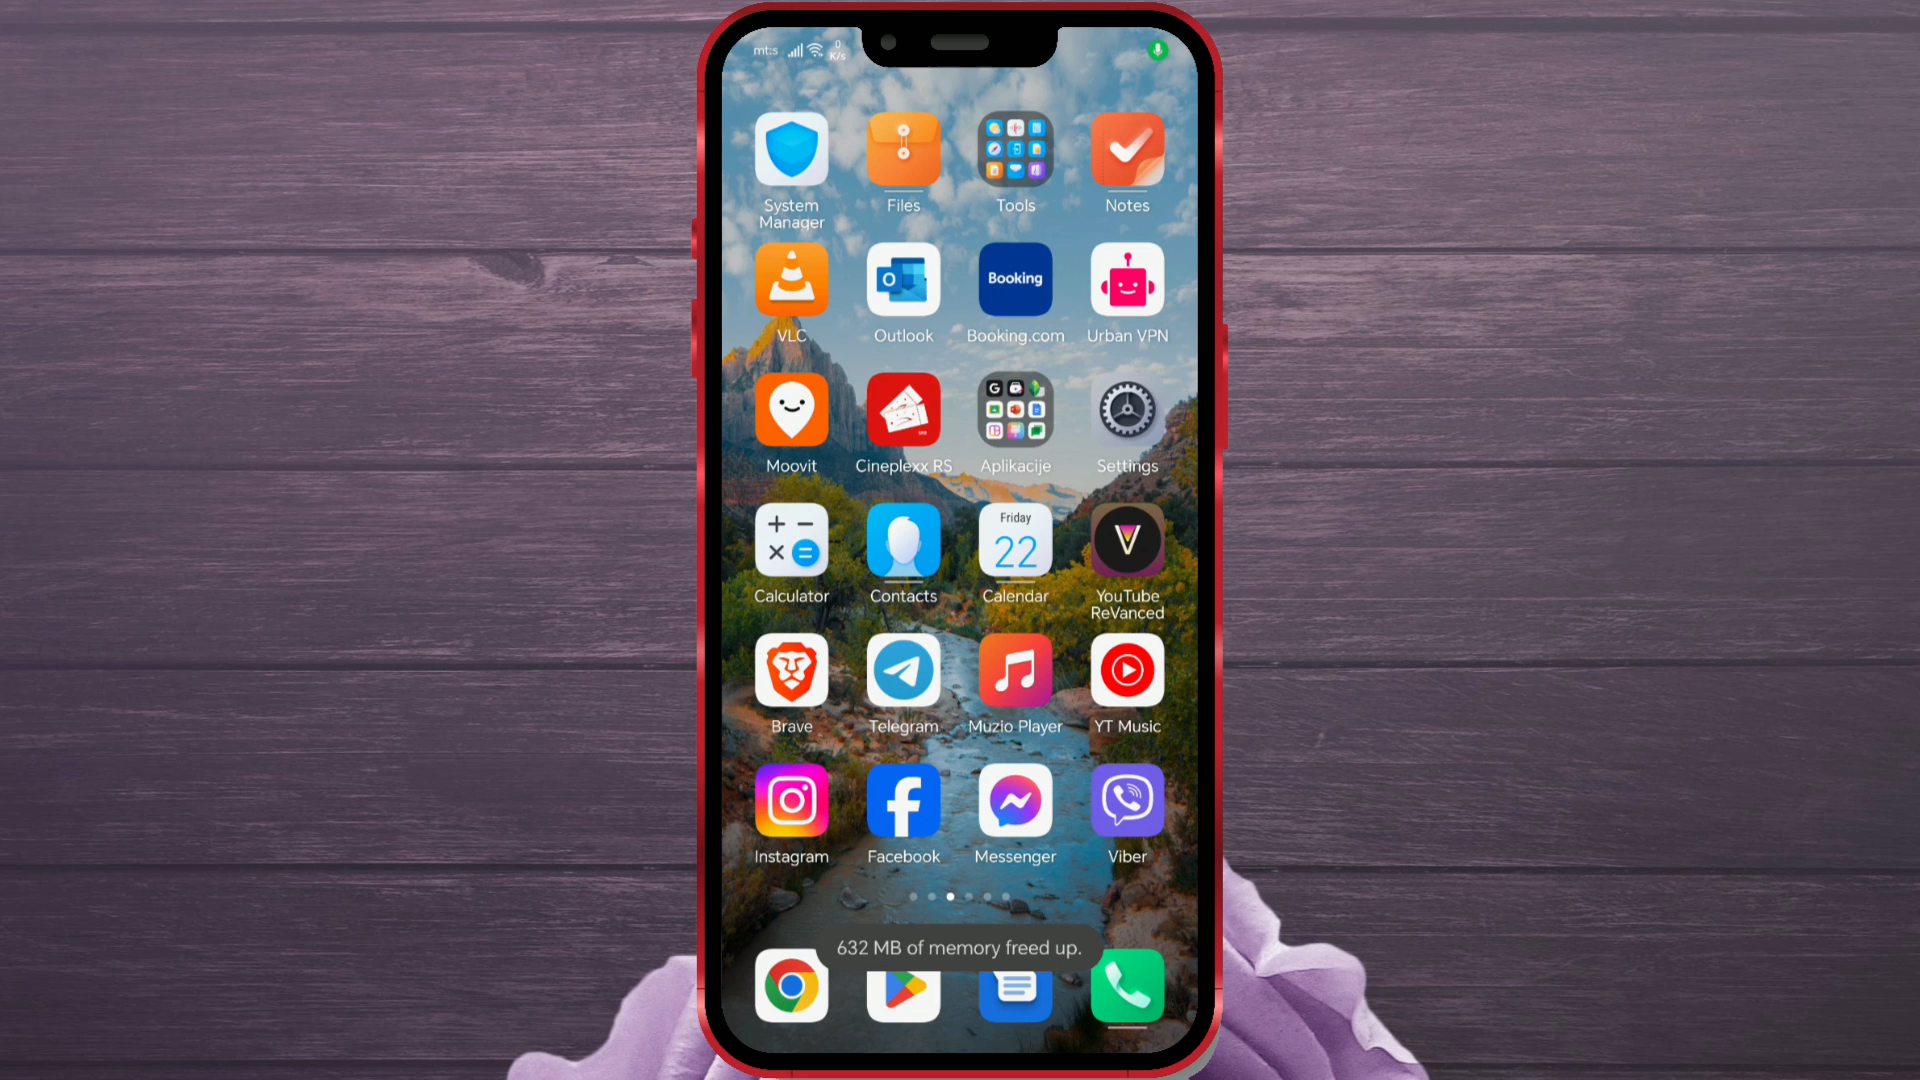 mt:s 0 K/s
System Manager
Files
Tools
Notes
VLC
Outlook
Booking
Booking.com
Urban VPN
Moovit
Cineplexx RS
Aplikacije
Settings
Calculator
Contacts
Friday
22
Calendar
YouTube ReVanced
Brave
Telegram
Muzio Player
YT Music
Instagram
Facebook
Messenger
Viber
632 MB of memory freed up.